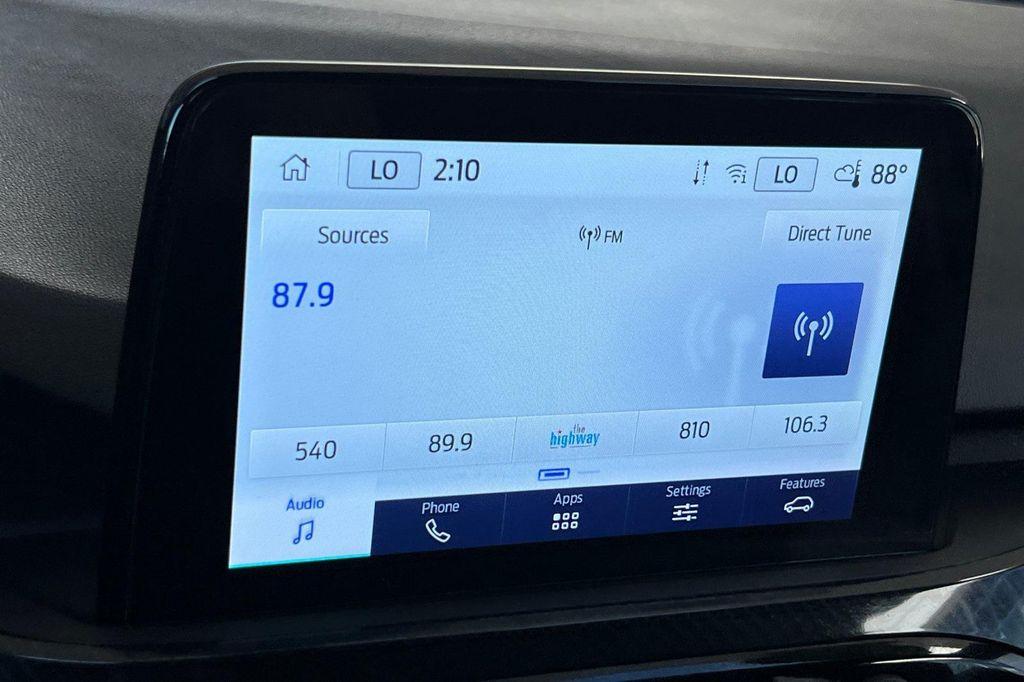 LO 2:10 LO 88°
Sources FM Direct Tune
87.9
540 89.9 the highway 810 106.3
Audio Phone Apps Settings Features